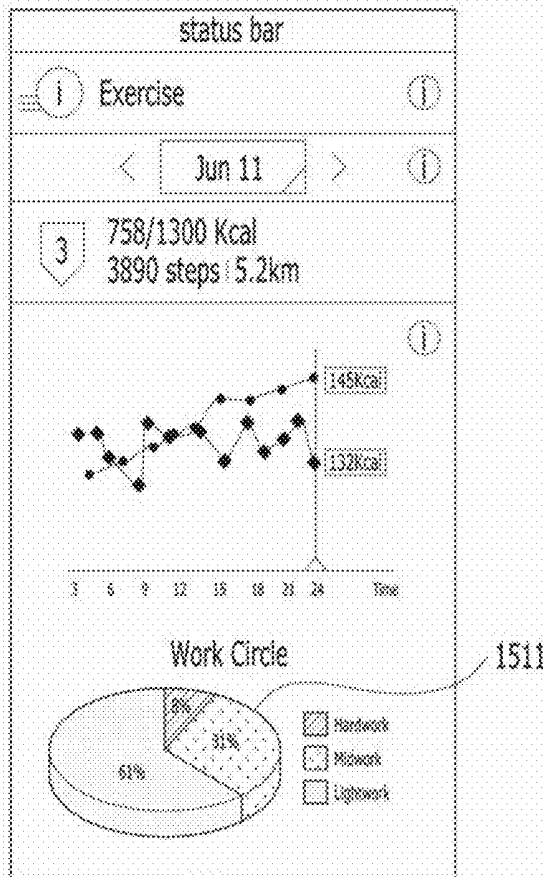 status bar
i Exercise i
< Jun 11 > i
3
758/1300 Kcal
3890 steps 5.2km
i
145Kcal
132Kcal
3 6 9 12 15 18 21 24 Time
Work Circle
1511
8%
31%
61%
Hardwork
Midwork
Lightwork